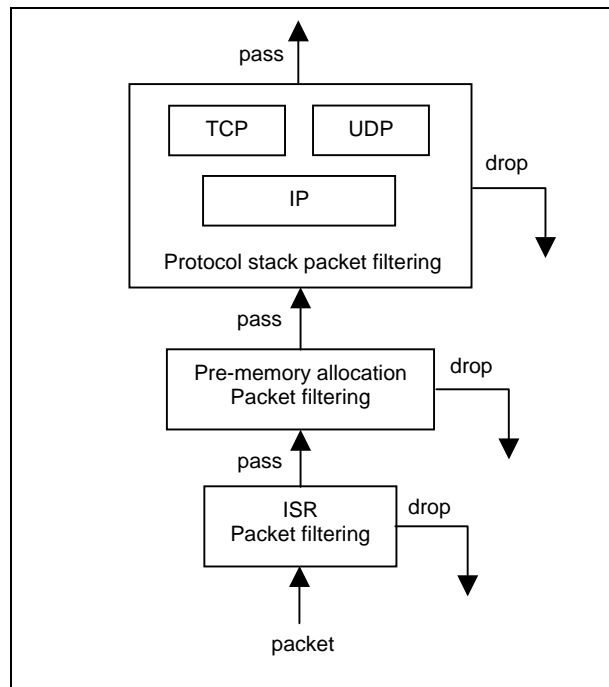 pass
TCP
UDP
drop
IP
Protocol stack packet filtering
pass
Pre-memory allocation
Packet filtering
drop
pass
ISR
Packet filtering
drop
packet